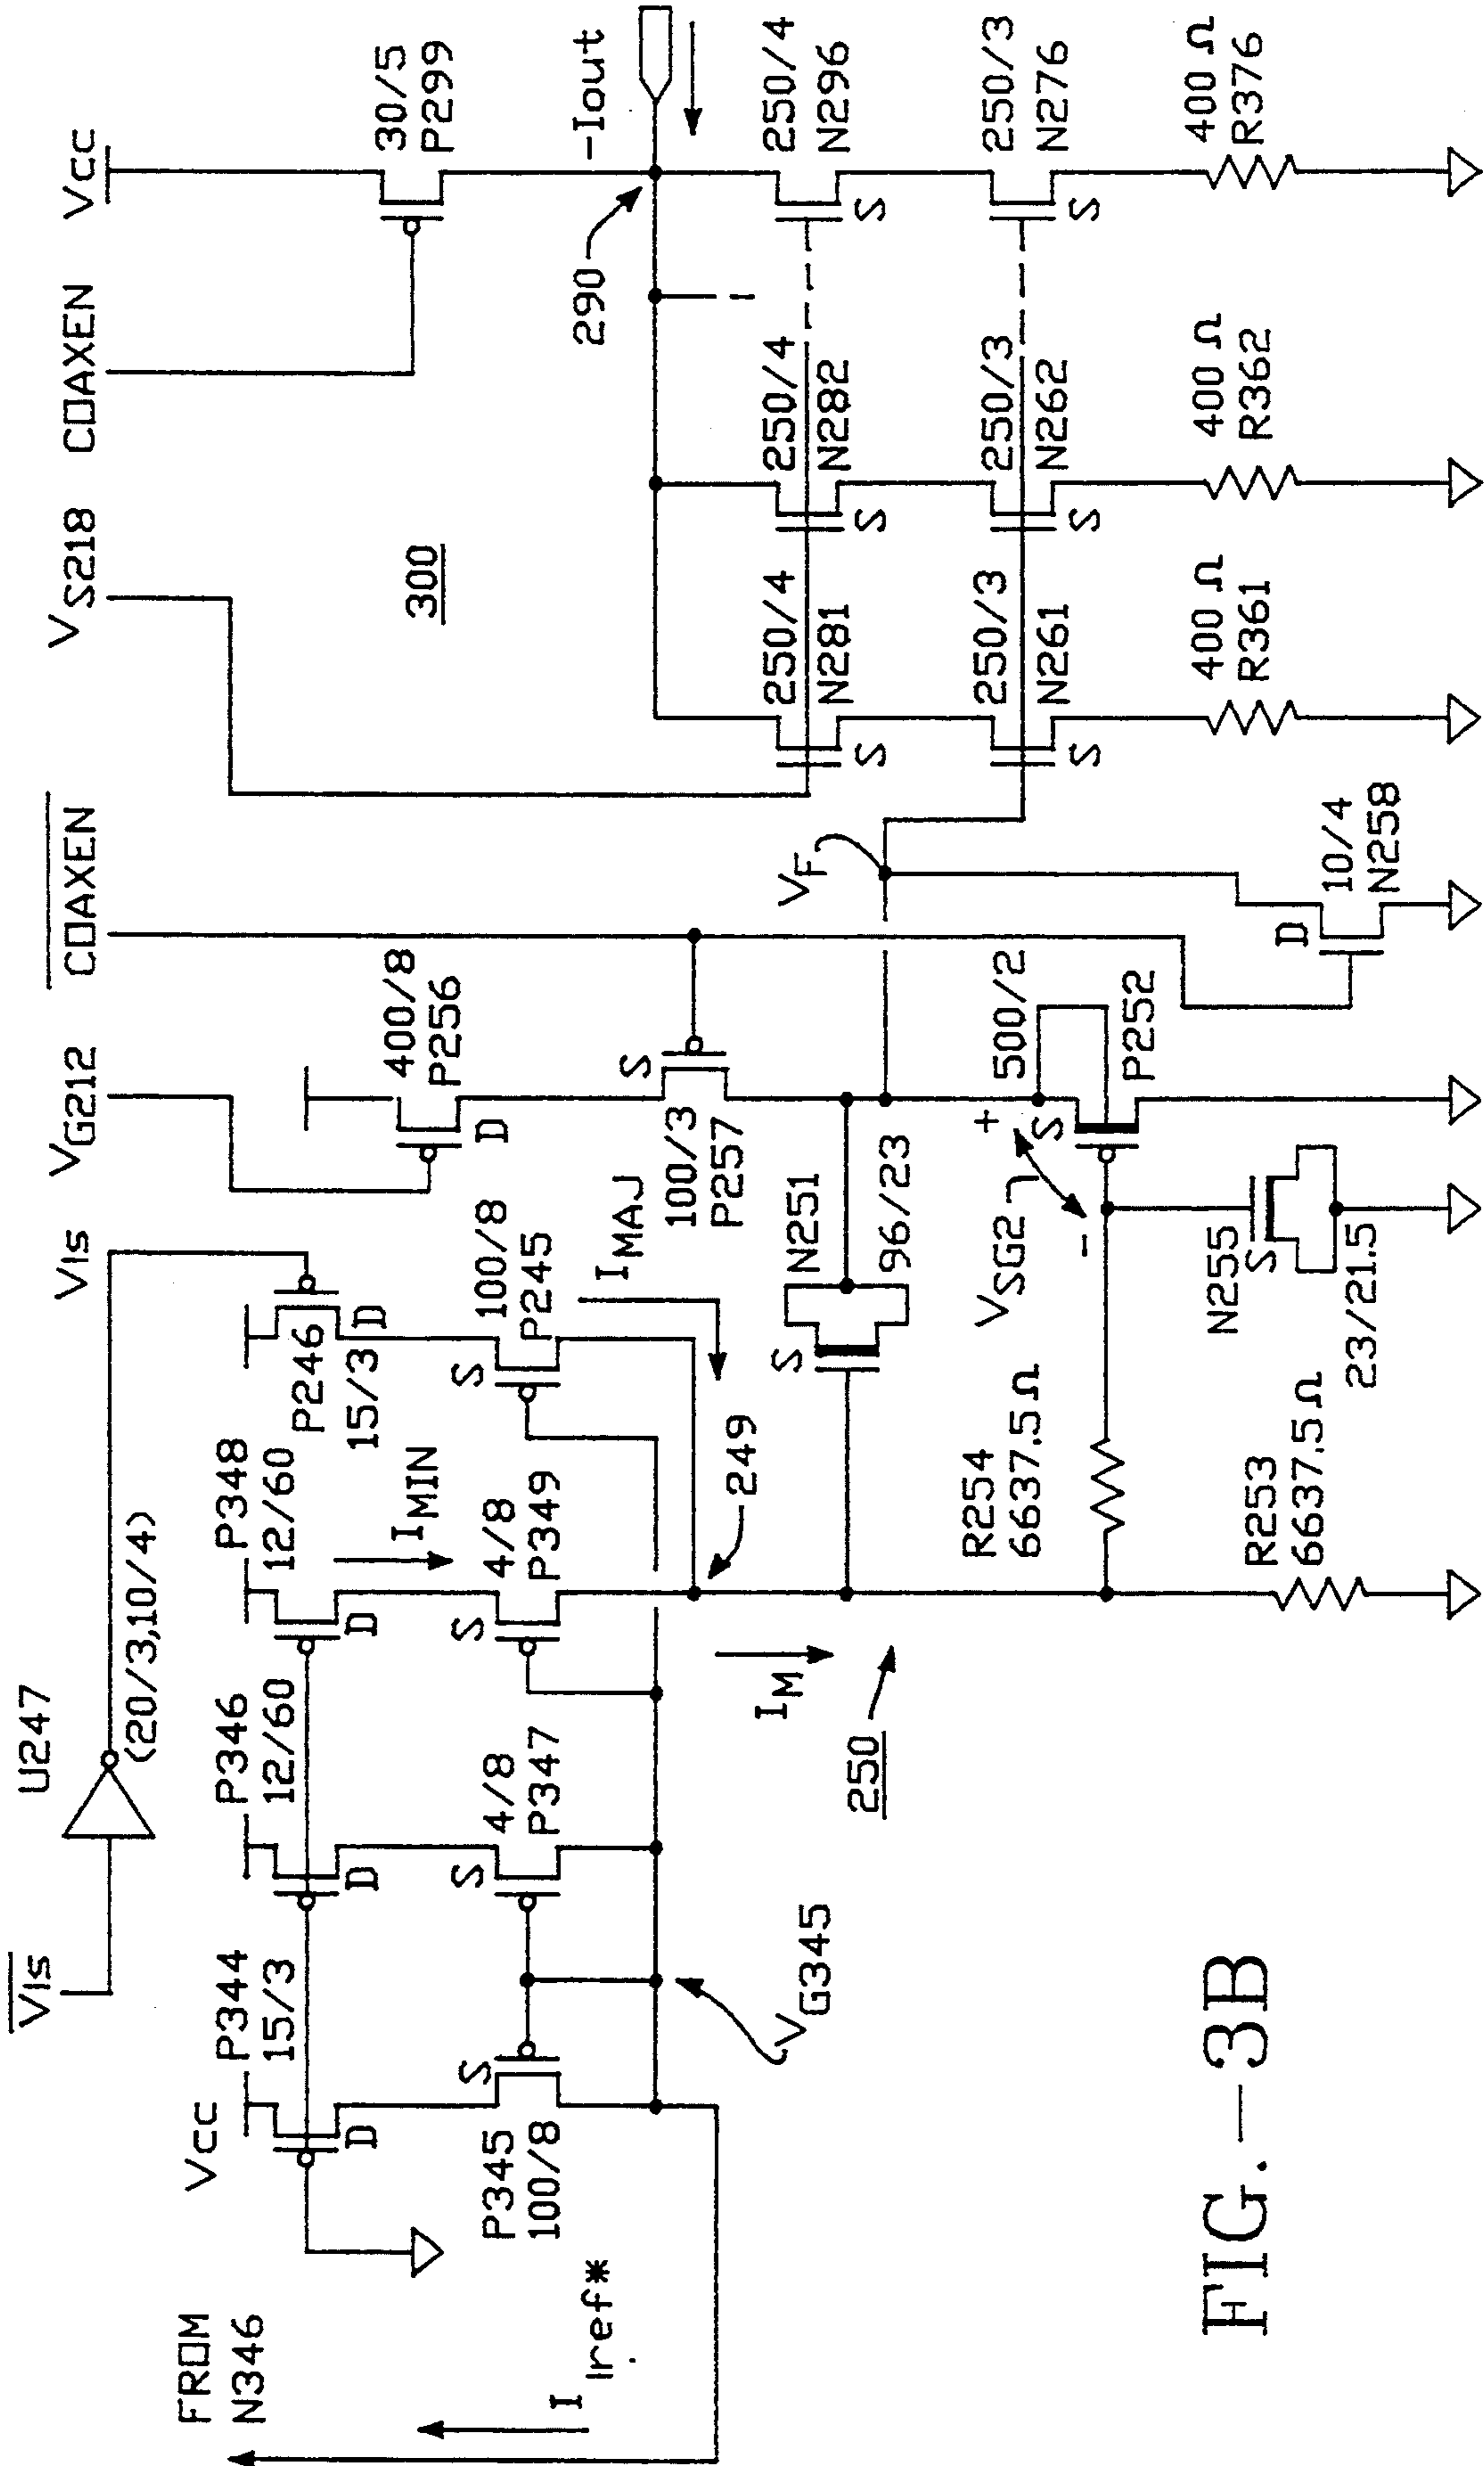 FROM
N346
I Iref*
Vis
U247
(20/3,10/4)
Vis
VG212
COAXEN
VS218
COAXEN
Vcc
Vcc
P344
15/3
D
P346
12/60
D
P348
12/60
D
P246
15/3
D
400/8
P256
D
30/5
P299
IMIN
P345
100/8
S
4/8
P347
S
4/8
P349
S
100/8
P245
S
IMAJ
100/3
P257
S
300
290
-Iout
VG345
249
IM
250
N251
96/23
S
VF
250/4
N281
S
250/4
N282
S
250/4
N296
S
R254
6637.5 Ω
VSG2
+
-
500/2
P252
S
250/3
N261
S
250/3
N262
S
250/3
N276
S
R253
6637.5 Ω
N255
S
23/21.5
10/4
N258
D
400 Ω
R361
400 Ω
R362
400 Ω
R376
FIG.-3B